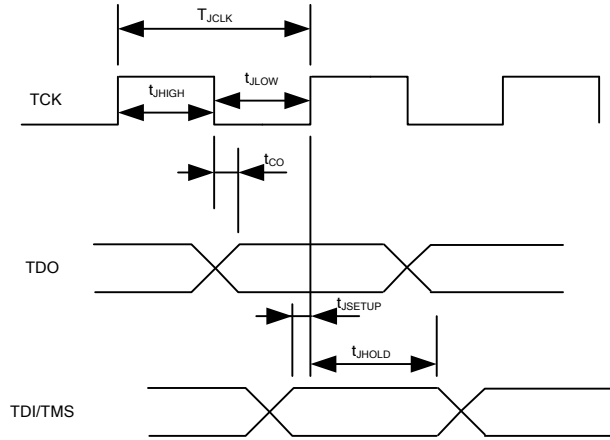 TJCLK
TCK
tJHIGH
tJLOW
tCO
TDO
tJSETUP
tJHOLD
TDI/TMS